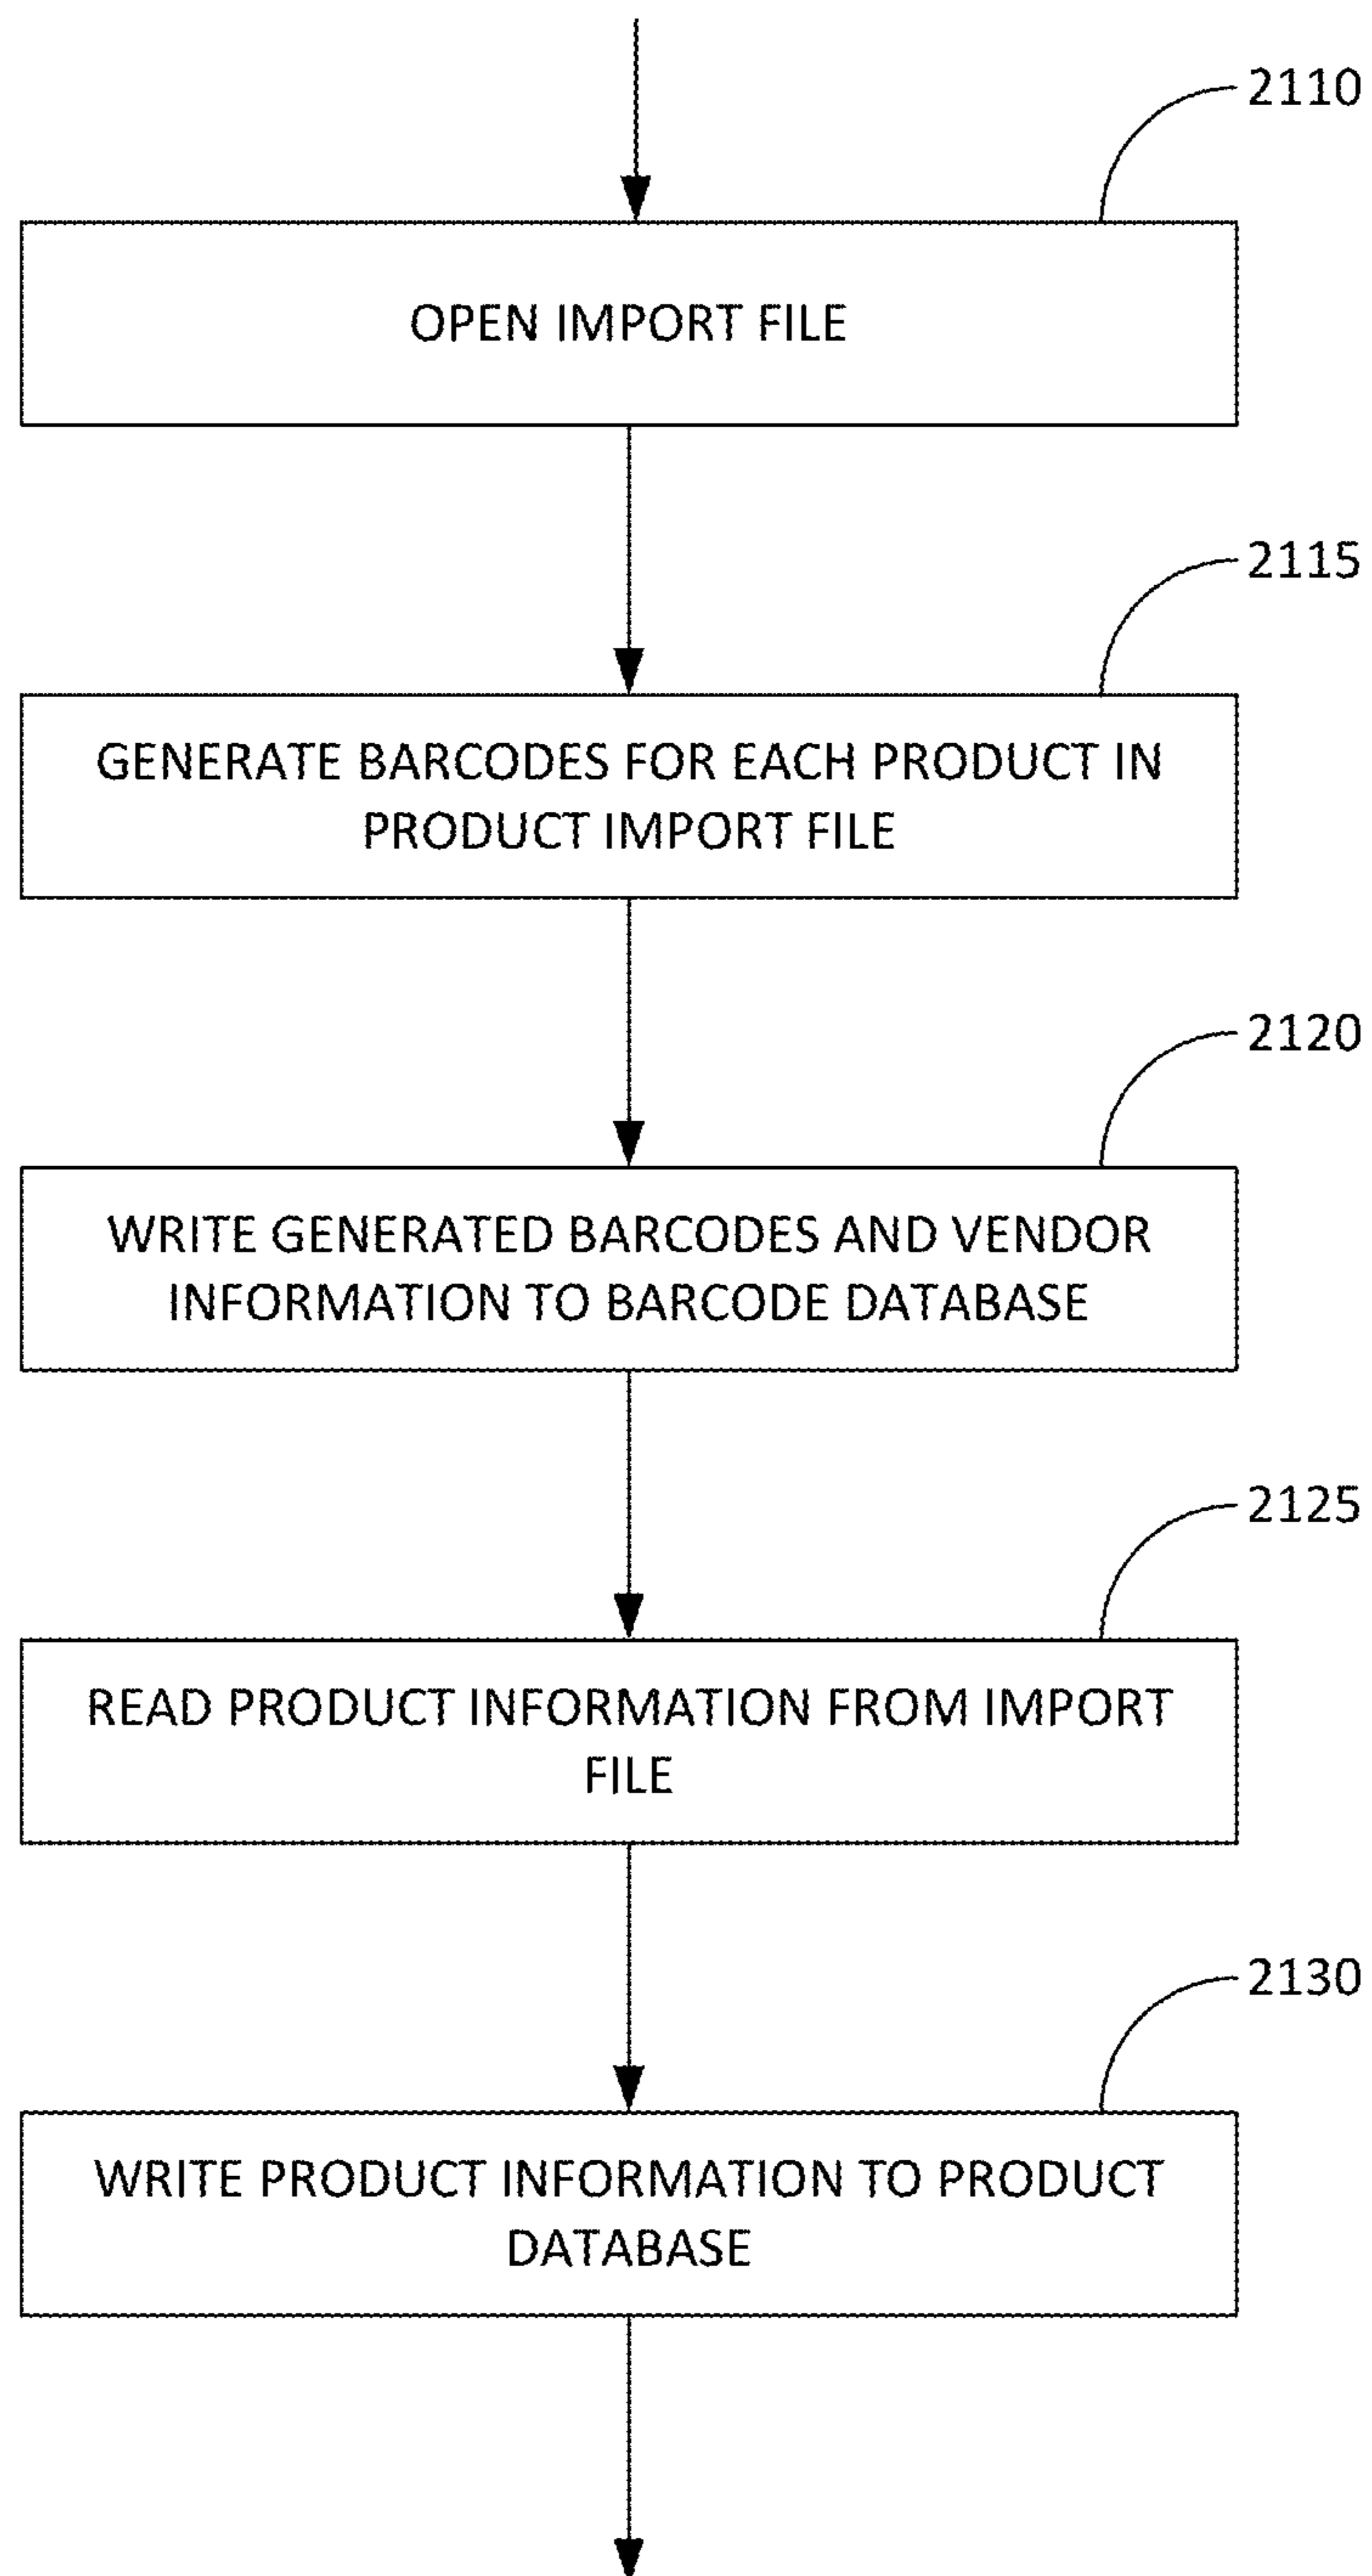 2110
OPEN IMPORT FILE
2115
GENERATE BARCODES FOR EACH PRODUCT IN
PRODUCT IMPORT FILE
2120
WRITE GENERATED BARCODES AND VENDOR
INFORMATION TO BARCODE DATABASE
2125
READ PRODUCT INFORMATION FROM IMPORT
FILE
2130
WRITE PRODUCT INFORMATION TO PRODUCT
DATABASE